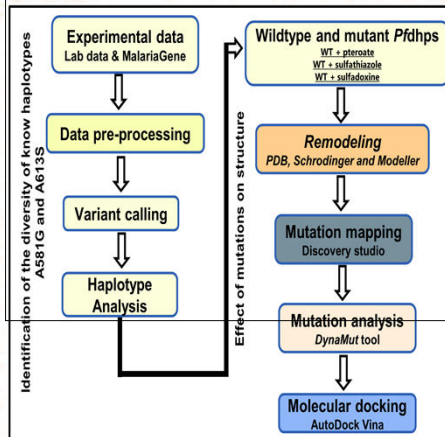 Identification of the diversity of know haplotypes
A581G and A613S
Experimental data
Lab data & MalariaGene
Data pre-processing
Variant calling
Haplotype
Analysis
Effect of mutations on structure
Wildtype and mutant Pfdhps
WT + pteroate
WT + sulfathiazole
WT + sulfadoxine
Remodeling
PDB, Schrodinger and Modeller
Mutation mapping
Discovery studio
Mutation analysis
DynaMut tool
Molecular docking
AutoDock Vina